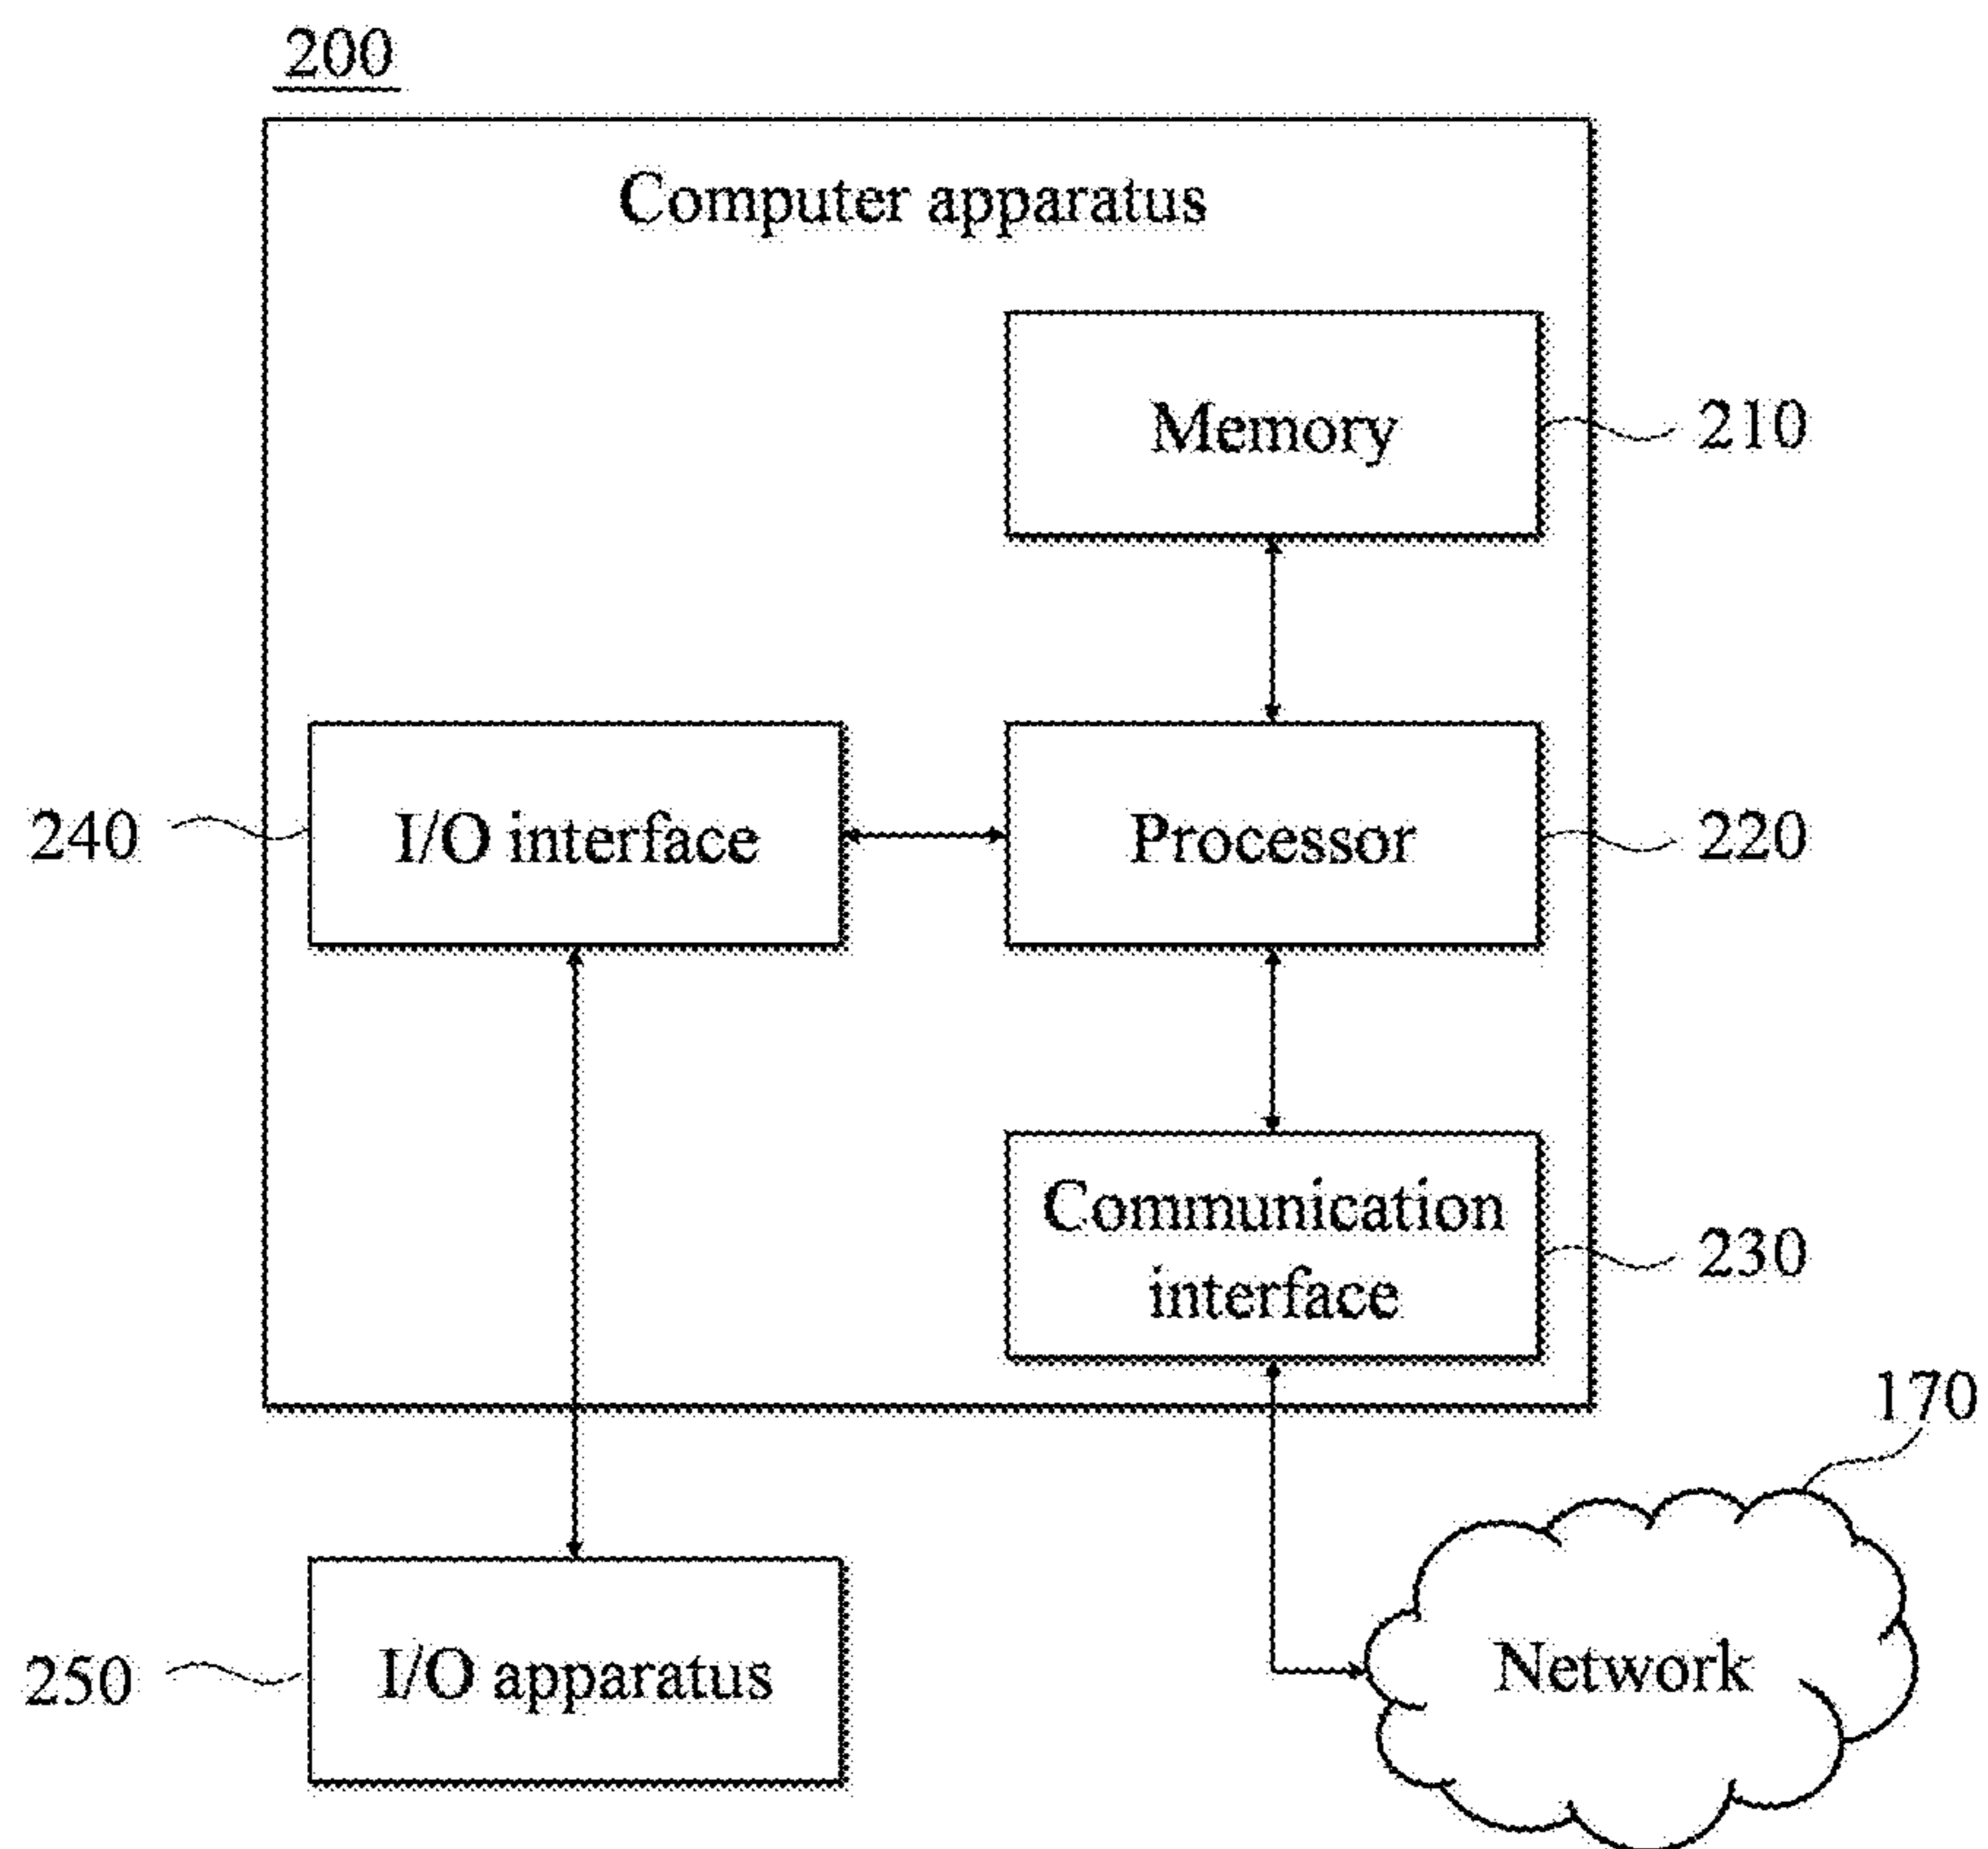 200
Computer apparatus
Memory
210
240
I/O interface
Processor
220
Communication
interface
230
170
250
I/O apparatus
Network